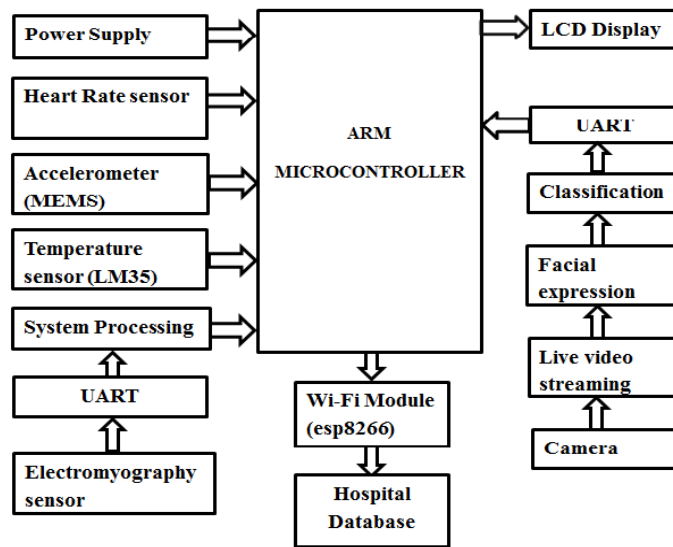 Power Supply
Heart Rate sensor
Accelerometer
(MEMS)
Temperature
sensor (LM35)
System Processing
UART
Electromyography
sensor
ARM
MICROCONTROLLER
Wi-Fi Module
(esp8266)
Hospital
Database
LCD Display
UART
Classification
Facial
expression
Live video
streaming
Camera